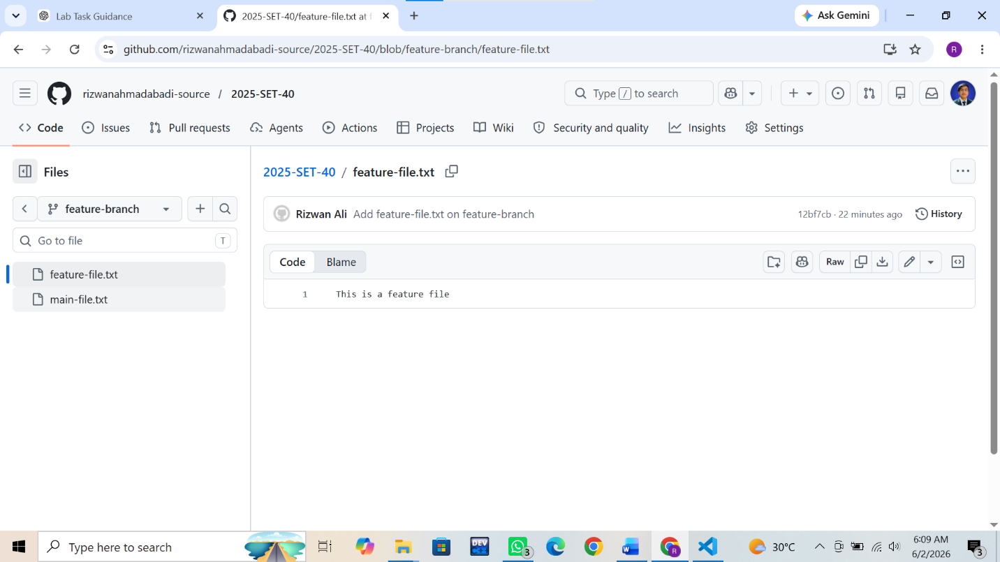 Lab Task Guidance
2025-SET-40/feature-file.txt at f
Ask Gemini
github.com/rizwanahmadabadi-source/2025-SET-40/blob/feature-branch/feature-file.txt
R
rizwanahmadabadi-source / 2025-SET-40
Type / to search
Code
Issues
Pull requests
Agents
Actions
Projects
Wiki
Security and quality
Insights
Settings
Files
2025-SET-40 / feature-file.txt
feature-branch
Rizwan Ali Add feature-file.txt on feature-branch
12bf7cb · 22 minutes ago
History
Go to file
T
Code
Blame
Raw
feature-file.txt
1 This is a feature file
main-file.txt
Type here to search
DEV C++
3
R
30°C
6:09 AM
6/2/2026
3